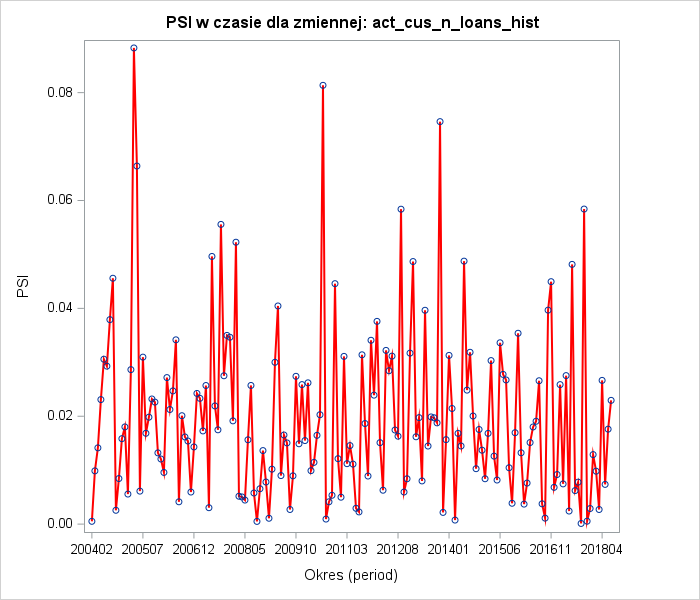 PSI w czasie dla zmiennej: act_cus_n_loans_hist
PSI
0.08
0.06
0.04
0.02
0.00
200402 200507 200612 200805 200910 201103 201208 201401 201506 201611 201804
Okres (period)